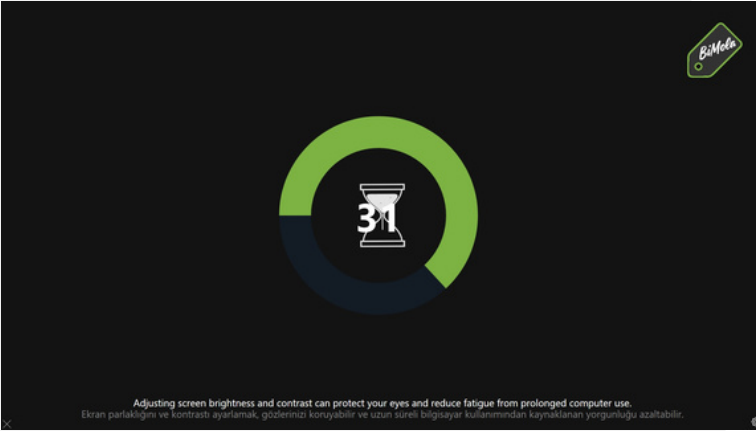 BiMola
31
Adjusting screen brightness and contrast can protect your eyes and reduce fatigue from prolonged computer use.
Ekran parlaklığını ve kontrastı ayarlamak, gözlerinizi koruyabilir ve uzun süreli bilgisayar kullanımından kaynaklanan yorgunluğu azaltabilir.